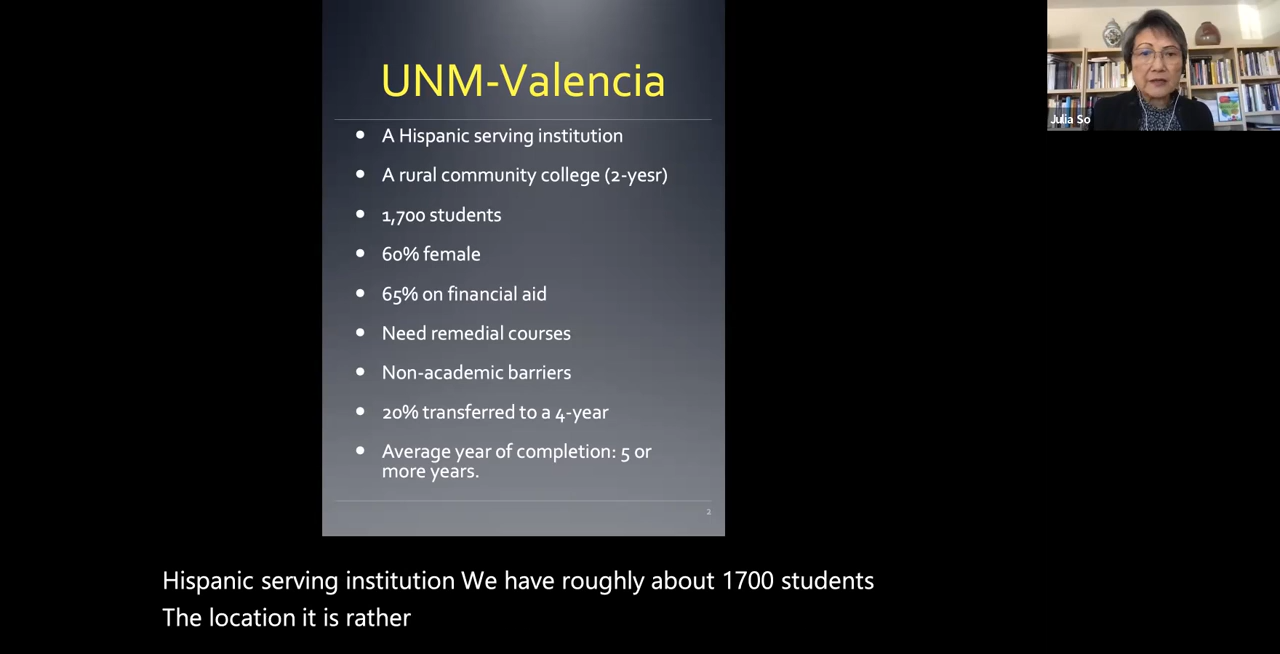 UNM-Valencia
• A Hispanic serving institution
• A rural community college (2-yesr)
• 1,700 students
• 60% female
• 65% on financial aid
• Need remedial courses
• Non-academic barriers
• 20% transferred to a 4-year
• Average year of completion: 5 or
more years.
2
Julia So
Hispanic serving institution We have roughly about 1700 students
The location it is rather